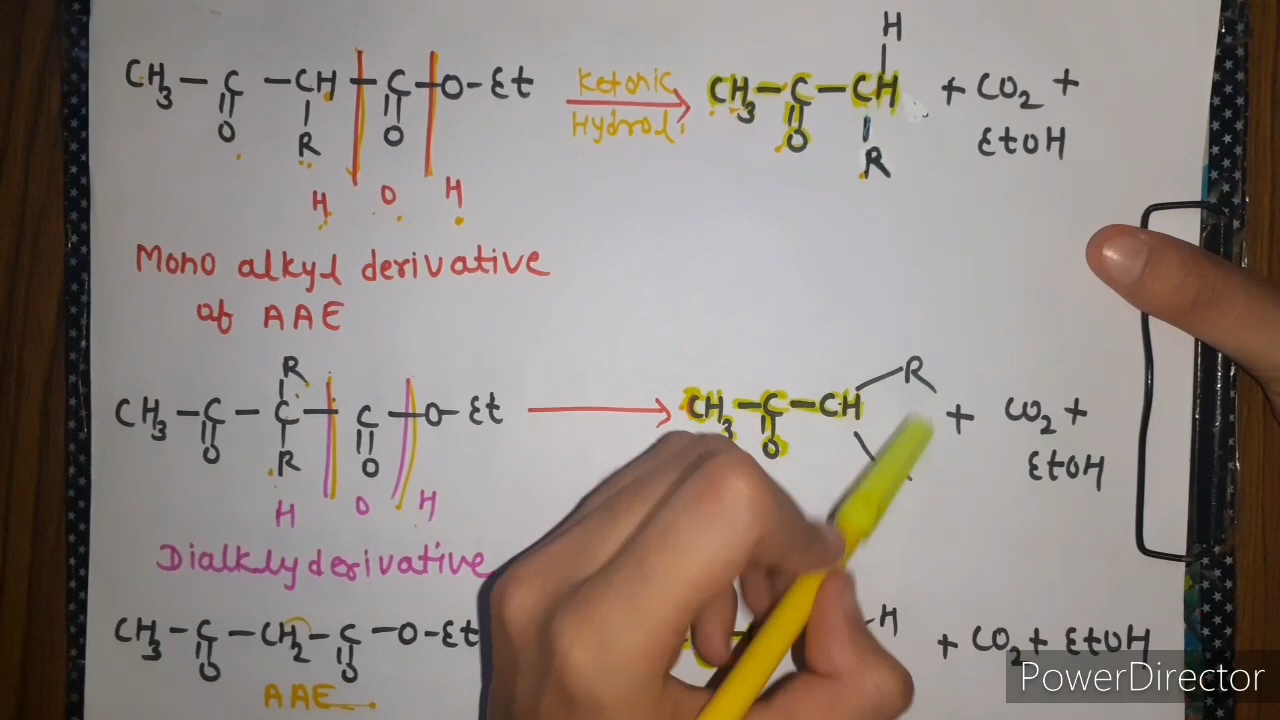 H
CH3 – C – CH – C – O – Et Ketonic CH3 – C – CH + CO2 +
O R O Hydrol. O R EtOH
H O H
Mono alkyl derivative
of AAE
R
CH3 – C – C – C – O – Et CH3 – C – CH R + CO2 +
O R O O EtOH
H O H
Dialkly derivative
CH3 – C – CH2 – C – O – Et H + CO2 + EtOH
O O
AAE
PowerDirector